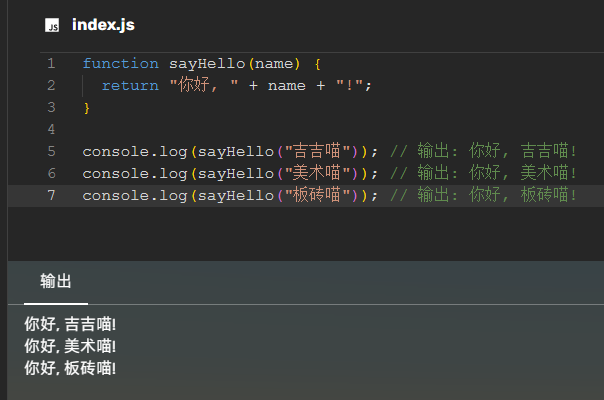 JS index.js
1 function sayHello(name) {
2   return "你好, " + name + "!";
3 }
4
5 console.log(sayHello("吉吉喵")); // 输出: 你好, 吉吉喵!
6 console.log(sayHello("美术喵")); // 输出: 你好, 美术喵!
7 console.log(sayHello("板砖喵")); // 输出: 你好, 板砖喵!
输出
你好, 吉吉喵!
你好, 美术喵!
你好, 板砖喵!